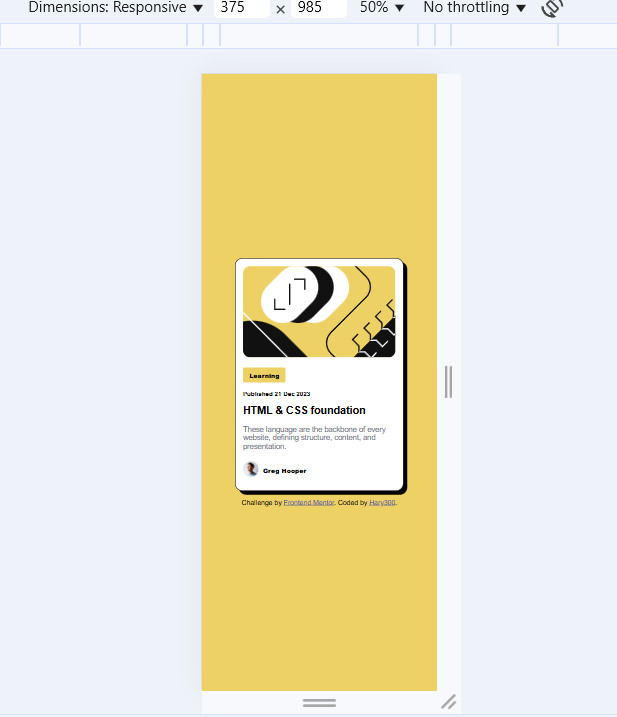 Dimensions: Responsive ▼ 375 × 985 50% ▼ No throttling ▼
Learning
Published 21 Dec 2023
HTML & CSS foundation
These language are the backbone of every
website, defining structure, content, and
presentation.
Greg Hooper
Challenge by Frontend Mentor. Coded by Hary300.